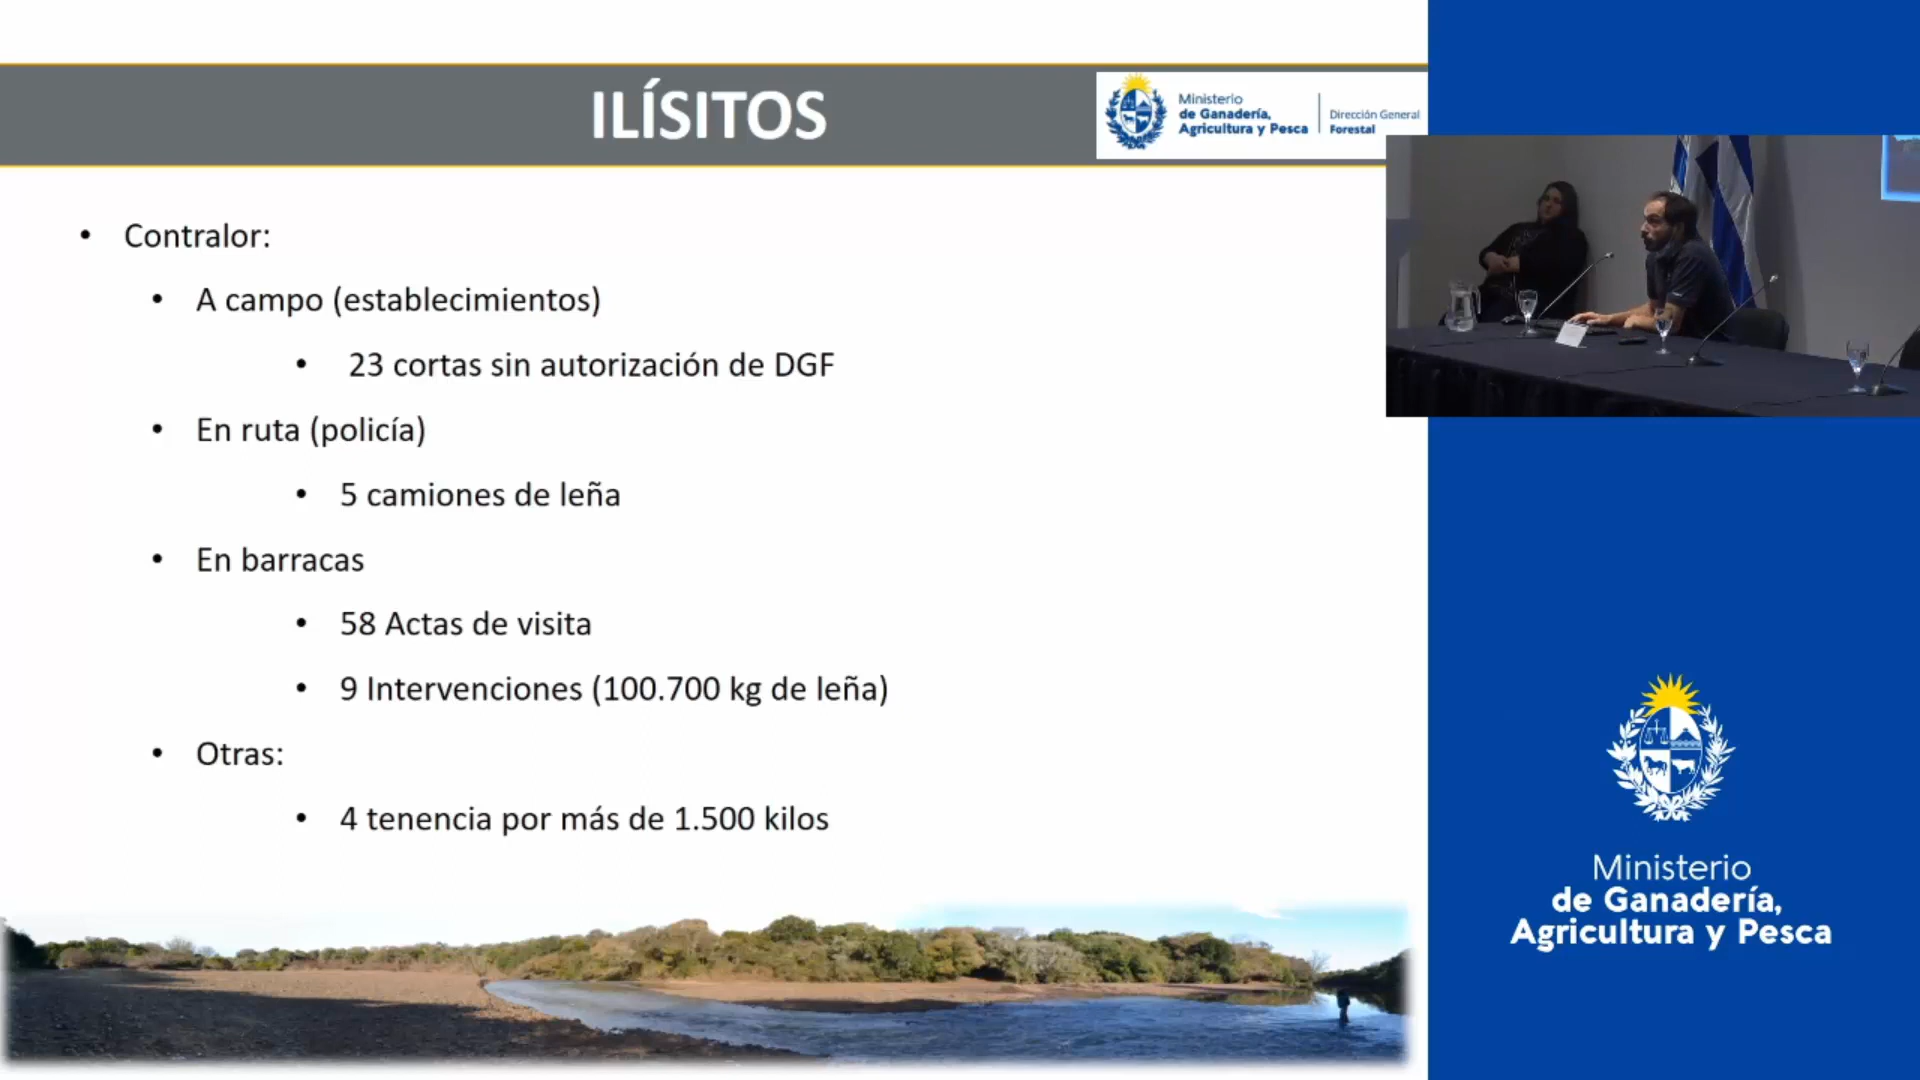 ILÍSITOS
Ministerio
de Ganadería,
Agricultura y Pesca
Dirección General
Forestal
• Contralor:
• A campo (establecimientos)
• 23 cortas sin autorización de DGF
• En ruta (policía)
• 5 camiones de leña
• En barracas
• 58 Actas de visita
• 9 Intervenciones (100.700 kg de leña)
• Otras:
• 4 tenencia por más de 1.500 kilos
Ministerio
de Ganadería,
Agricultura y Pesca